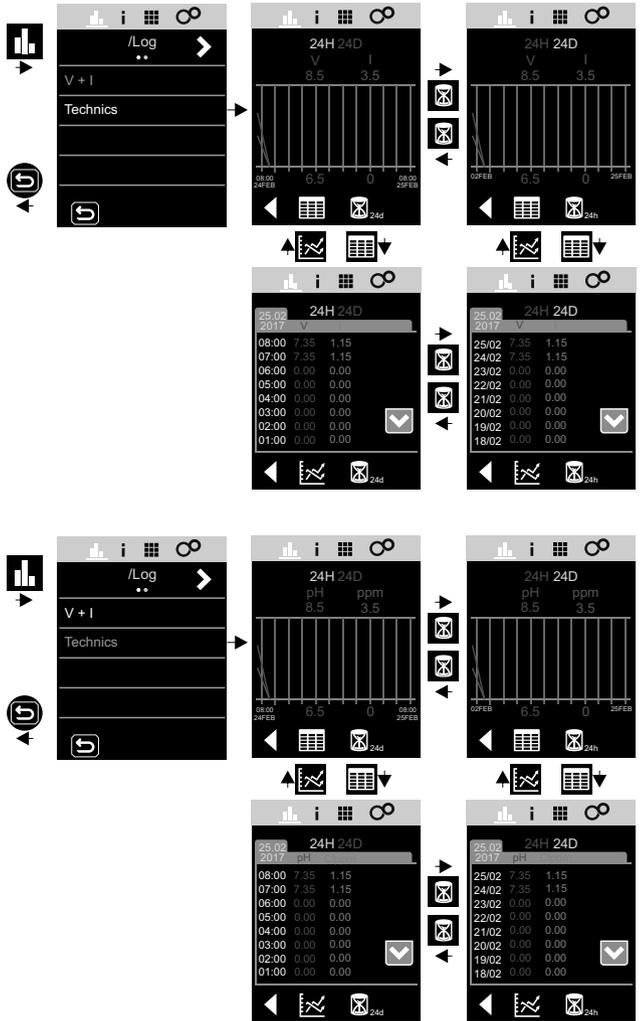 /Log
V + I
Technics
24H 24D
V I
8.5 3.5
6.5 0
08:00 08:00
24FEB 25FEB
24d
24H 24D
V I
8.5 3.5
6.5 0
02FEB 25FEB
24h
24H 24D
25.02
2017 V
08:00 7.35 1.15
07:00 7.35 1.15
06:00 0.00 0.00
05:00 0.00 0.00
04:00 0.00 0.00
03:00 0.00 0.00
02:00 0.00 0.00
01:00 0.00 0.00
24d
24H 24D
25.02
2017 V
25/02 7.35 1.15
24/02 7.35 1.15
23/02 0.00 0.00
22/02 0.00 0.00
21/02 0.00 0.00
20/02 0.00 0.00
19/02 0.00 0.00
18/02 0.00 0.00
24h
/Log
V + I
Technics
24H 24D
pH ppm
8.5 3.5
6.5 0
08:00 08:00
24FEB 25FEB
24d
24H 24D
pH ppm
8.5 3.5
6.5 0
02FEB 25FEB
24h
24H 24D
25.02
2017 pH
08:00 7.35 1.15
07:00 7.35 1.15
06:00 0.00 0.00
05:00 0.00 0.00
04:00 0.00 0.00
03:00 0.00 0.00
02:00 0.00 0.00
01:00 0.00 0.00
24d
24H 24D
25.02
2017 pH
25/02 7.35 1.15
24/02 7.35 1.15
23/02 0.00 0.00
22/02 0.00 0.00
21/02 0.00 0.00
20/02 0.00 0.00
19/02 0.00 0.00
18/02 0.00 0.00
24h